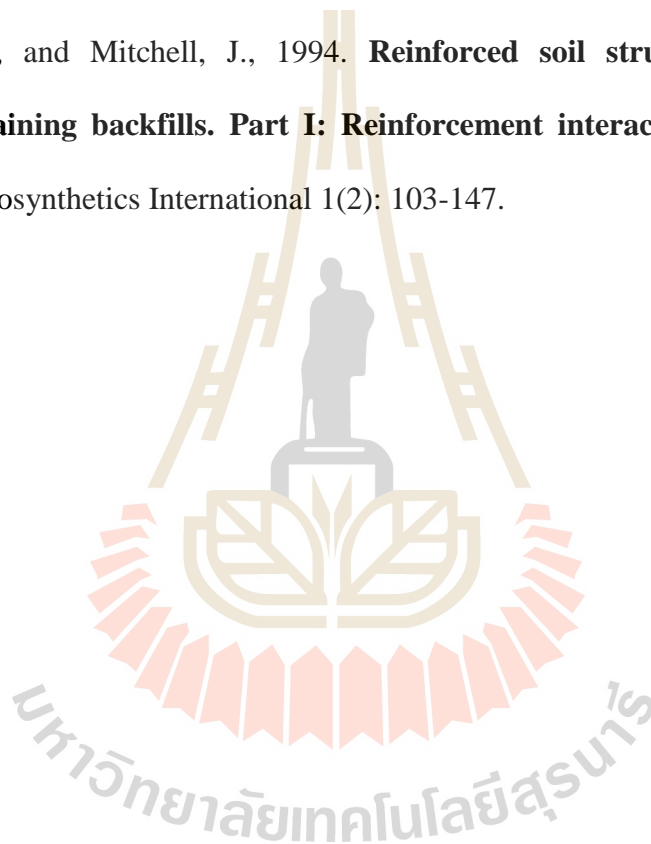 , and Mitchell, J., 1994. Reinforced soil stru
aining backfills. Part I: Reinforcement interac
osynthetics International 1(2): 103-147.
มหาวิทยาลัยเทคโนโลยีสุรนารี